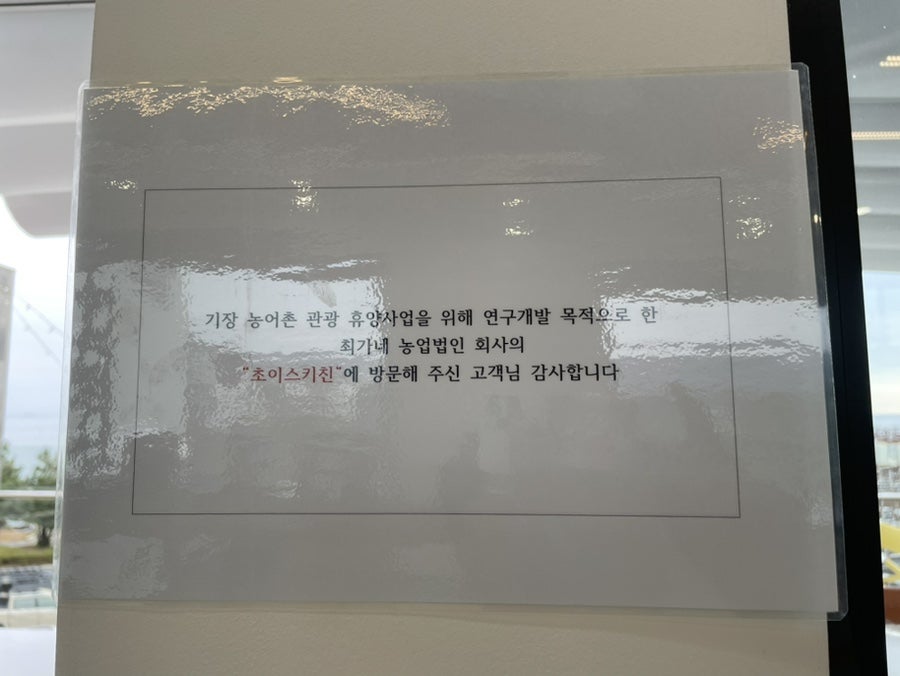 기장 농어촌 관광 휴양사업을 위해 연구개발 목적으로 한
최가네 농업법인 회사의
"초이스키친"에 방문해 주신 고객님 감사합니다